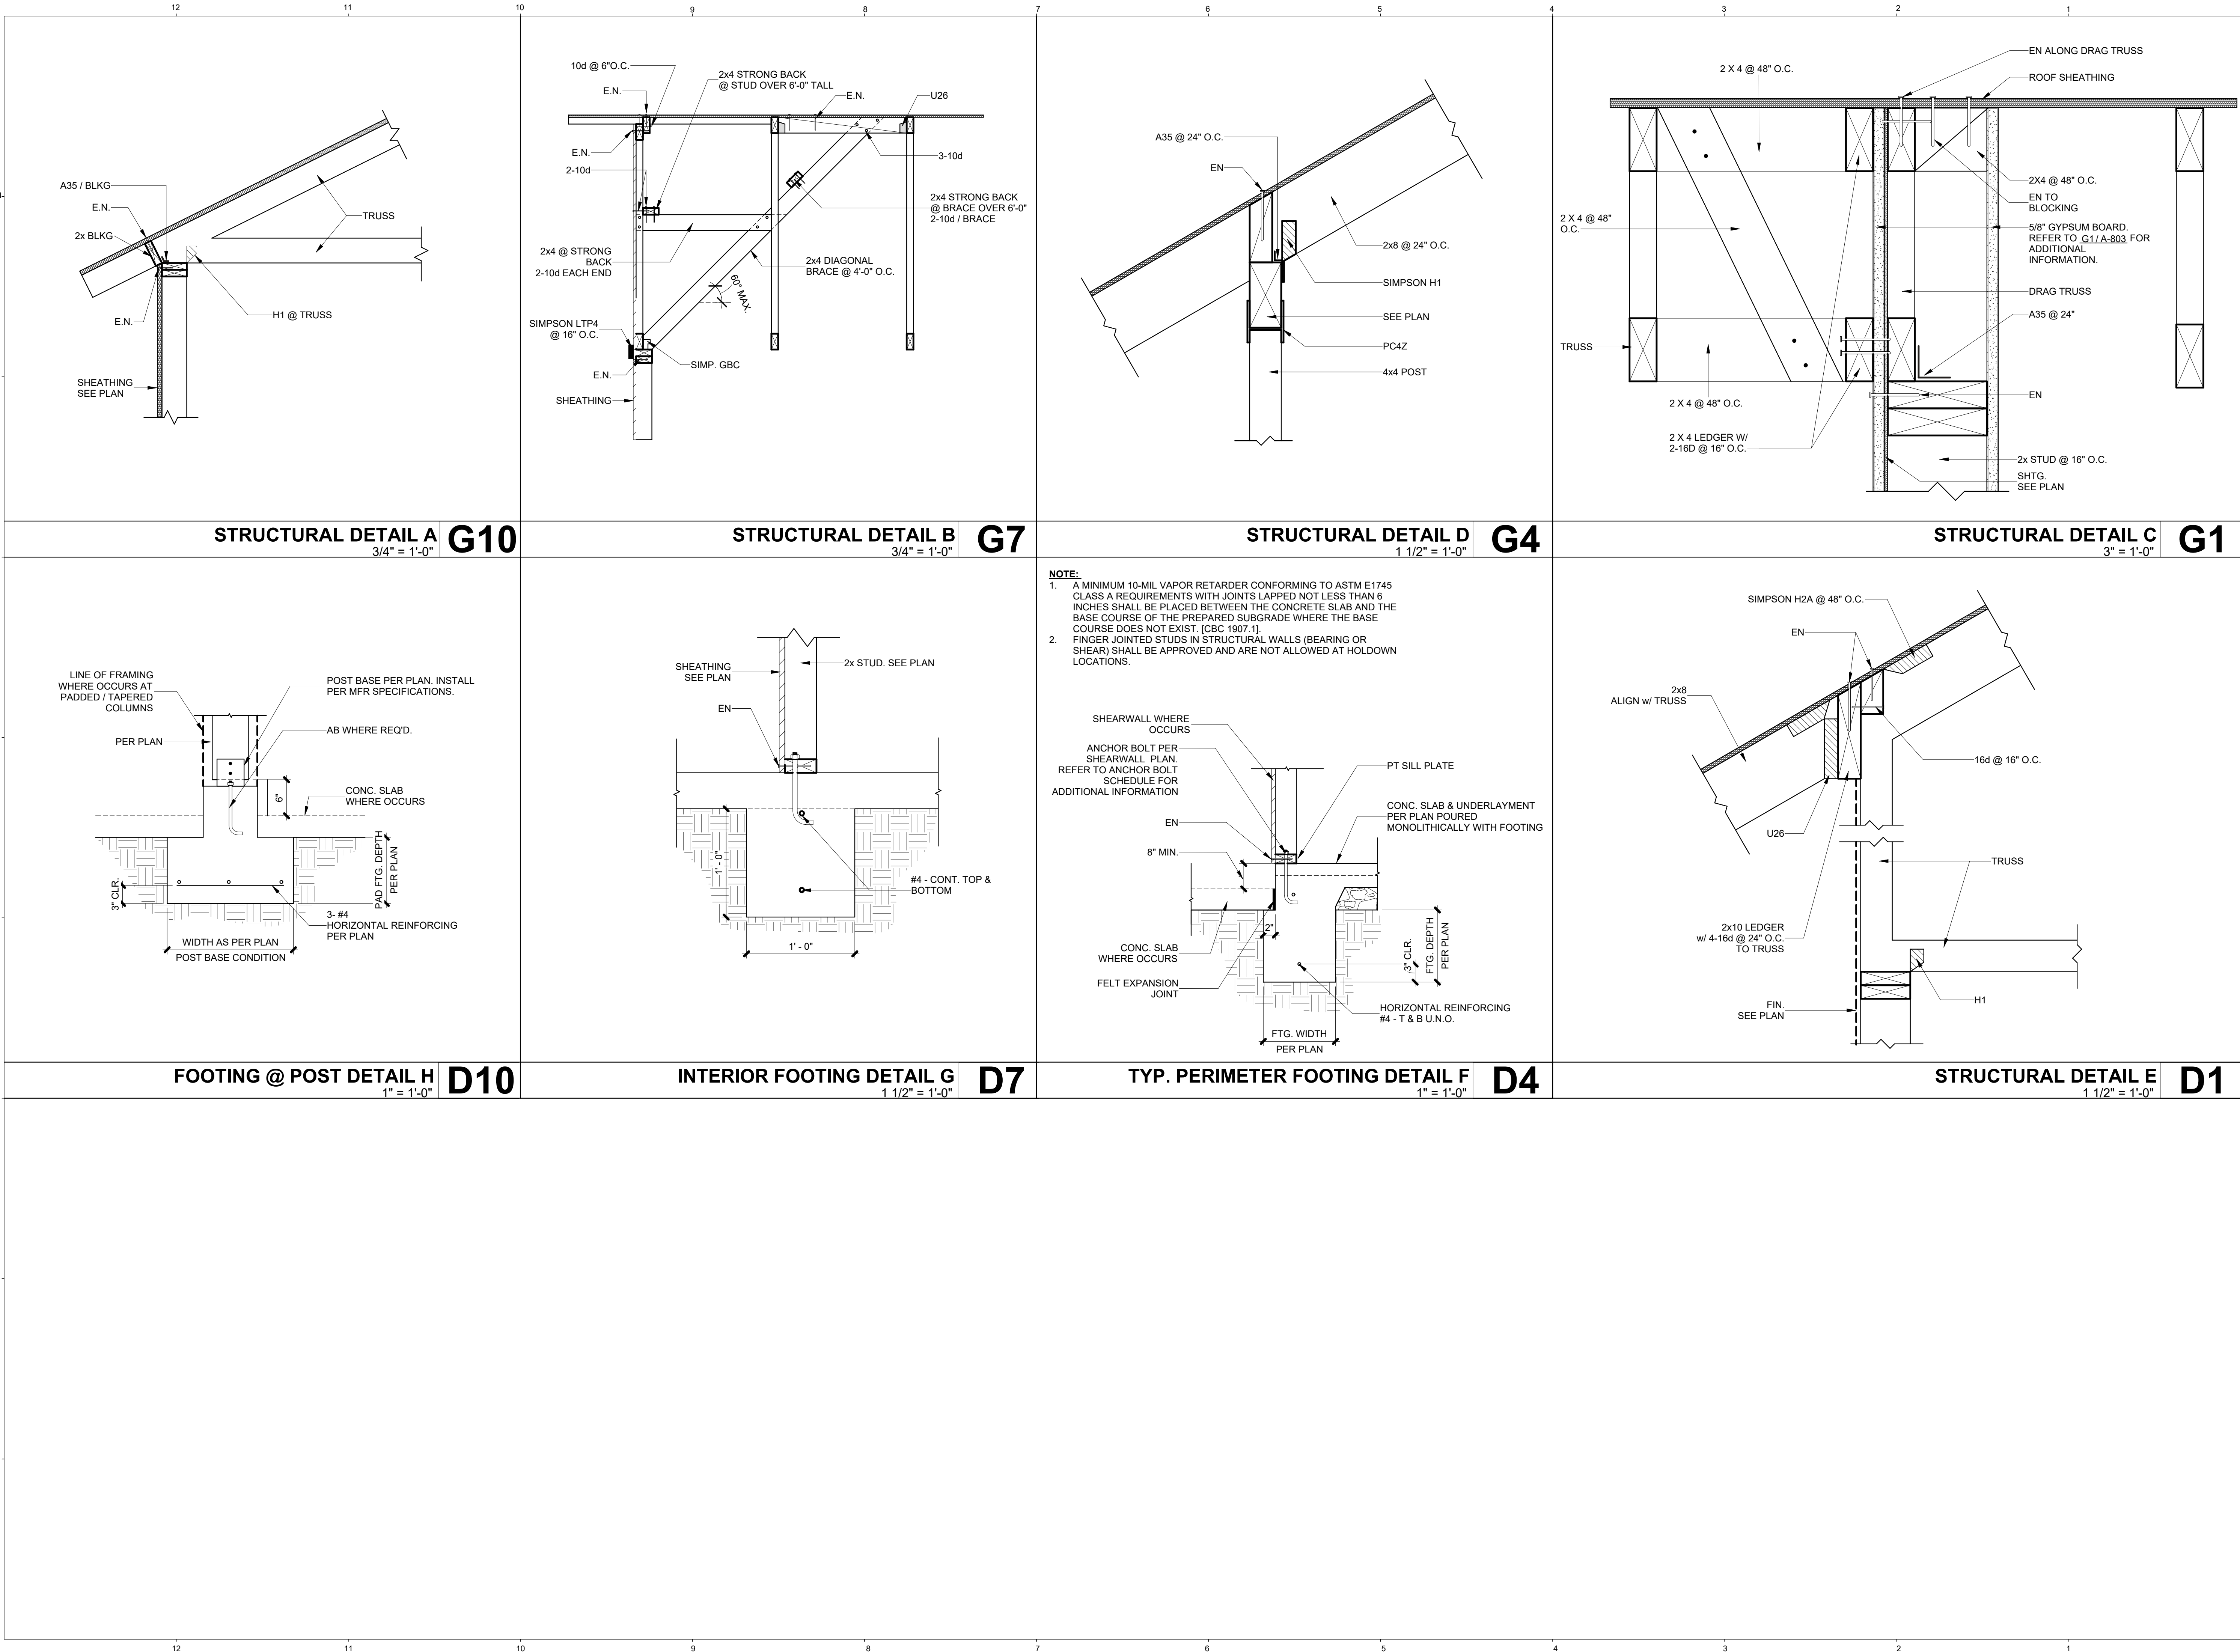 12
11
10
9
8
7
6
5
4
3
2
1
A35 / BLKG
E.N.
2x BLKG
TRUSS
H1 @ TRUSS
E.N.
SHEATHING
SEE PLAN
STRUCTURAL DETAIL A
3/4" = 1'-0"
G10
10d @ 6"O.C.
E.N.
2x4 STRONG BACK
@ STUD OVER 6'-0" TALL
E.N.
U26
E.N.
2-10d
3-10d
2x4 STRONG BACK
@ BRACE OVER 6'-0"
2-10d / BRACE
2x4 @ STRONG
BACK
2-10d EACH END
2x4 DIAGONAL
BRACE @ 4'-0" O.C.
60° MAX.
SIMPSON LTP4
@ 16" O.C.
E.N.
SIMP. GBC
SHEATHING
STRUCTURAL DETAIL B
3/4" = 1'-0"
G7
A35 @ 24" O.C.
EN
2x8 @ 24" O.C.
SIMPSON H1
SEE PLAN
PC4Z
4x4 POST
STRUCTURAL DETAIL D
1 1/2" = 1'-0"
G4
2 X 4 @ 48" O.C.
EN ALONG DRAG TRUSS
ROOF SHEATHING
2X4 @ 48" O.C.
EN TO
BLOCKING
2 X 4 @ 48"
O.C.
5/8" GYPSUM BOARD.
REFER TO G1/ A-803 FOR
ADDITIONAL
INFORMATION.
DRAG TRUSS
A35 @ 24"
TRUSS
EN
2 X 4 @ 48" O.C.
2 X 4 LEDGER W/
2-16D @ 16" O.C.
2x STUD @ 16" O.C.
SHTG.
SEE PLAN
STRUCTURAL DETAIL C
3" = 1'-0"
G1
LINE OF FRAMING
WHERE OCCURS AT
PADDED / TAPERED
COLUMNS
POST BASE PER PLAN. INSTALL
PER MFR SPECIFICATIONS.
AB WHERE REQ'D.
PER PLAN
6"
CONC. SLAB
WHERE OCCURS
3" CLR.
PAD FTG. DEPTH
PER PLAN
3- #4
HORIZONTAL REINFORCING
PER PLAN
WIDTH AS PER PLAN
POST BASE CONDITION
FOOTING @ POST DETAIL H
1" = 1'-0"
D10
SHEATHING
SEE PLAN
2x STUD. SEE PLAN
EN
1' - 0"
#4 - CONT. TOP &
BOTTOM
1' - 0"
INTERIOR FOOTING DETAIL G
1 1/2" = 1'-0"
D7
NOTE:
1. A MINIMUM 10-MIL VAPOR RETARDER CONFORMING TO ASTM E1745
CLASS A REQUIREMENTS WITH JOINTS LAPPED NOT LESS THAN 6
INCHES SHALL BE PLACED BETWEEN THE CONCRETE SLAB AND THE
BASE COURSE OF THE PREPARED SUBGRADE WHERE THE BASE
COURSE DOES NOT EXIST. [CBC 1907.1].
2. FINGER JOINTED STUDS IN STRUCTURAL WALLS (BEARING OR
SHEAR) SHALL BE APPROVED AND ARE NOT ALLOWED AT HOLDOWN
LOCATIONS.
SHEARWALL WHERE
OCCURS
ANCHOR BOLT PER
SHEARWALL PLAN.
REFER TO ANCHOR BOLT
SCHEDULE FOR
ADDITIONAL INFORMATION
PT SILL PLATE
CONC. SLAB & UNDERLAYMENT
PER PLAN POURED
MONOLITHICALLY WITH FOOTING
EN
8" MIN.
2"
CONC. SLAB
WHERE OCCURS
3" CLR.
FTG. DEPTH
PER PLAN
FELT EXPANSION
JOINT
HORIZONTAL REINFORCING
#4 - T & B U.N.O.
FTG. WIDTH
PER PLAN
TYP. PERIMETER FOOTING DETAIL F
1" = 1'-0"
D4
SIMPSON H2A @ 48" O.C.
EN
2x8
ALIGN w/ TRUSS
16d @ 16" O.C.
U26
TRUSS
2x10 LEDGER
w/ 4-16d @ 24" O.C.
TO TRUSS
H1
FIN.
SEE PLAN
STRUCTURAL DETAIL E
1 1/2" = 1'-0"
D1
12
11
10
9
8
7
6
5
4
3
2
1